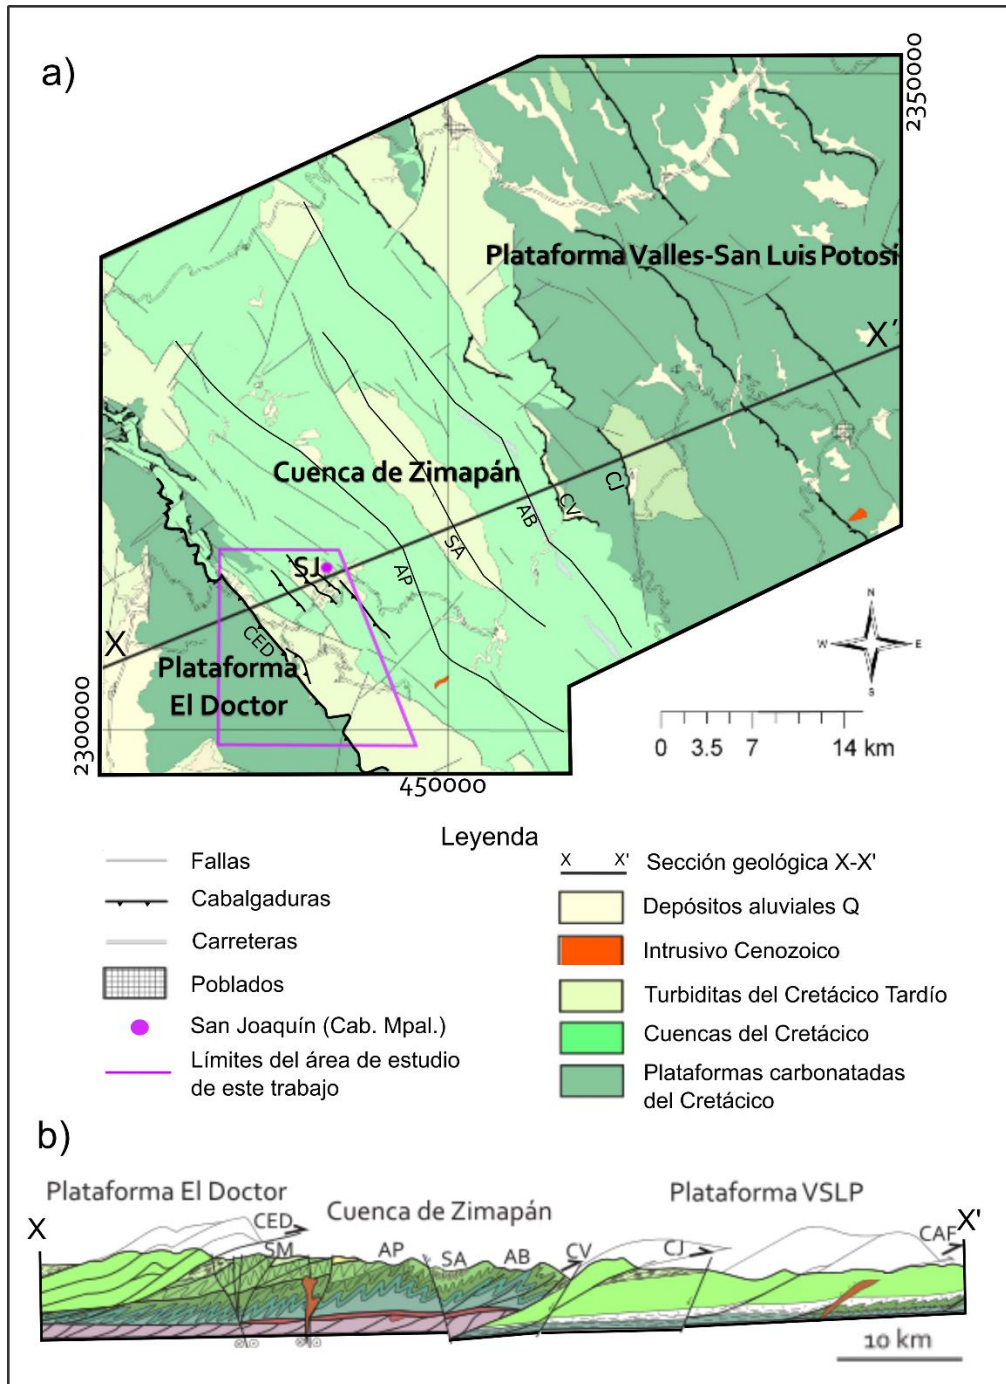 a)
2350000
Plataforma Valles-San Luis Potosí
X´
Cuenca de Zimapán
CJ
CV
AB
SA
AP
SJ
CED
X
Plataforma
El Doctor
N
W E
S
2300000
450000
0 3.5 7 14 km
Leyenda
Fallas
Cabalgaduras
Carreteras
Poblados
San Joaquín (Cab. Mpal.)
Límites del área de estudio
de este trabajo
X X' Sección geológica X-X'
Depósitos aluviales Q
Intrusivo Cenozoico
Turbiditas del Cretácico Tardío
Cuencas del Cretácico
Plataformas carbonatadas
del Cretácico
b)
Plataforma El Doctor
Cuenca de Zimapán
Plataforma VSLP
X
X'
CED
SM
AP
SA
AB
CV
CJ
CAF
10 km